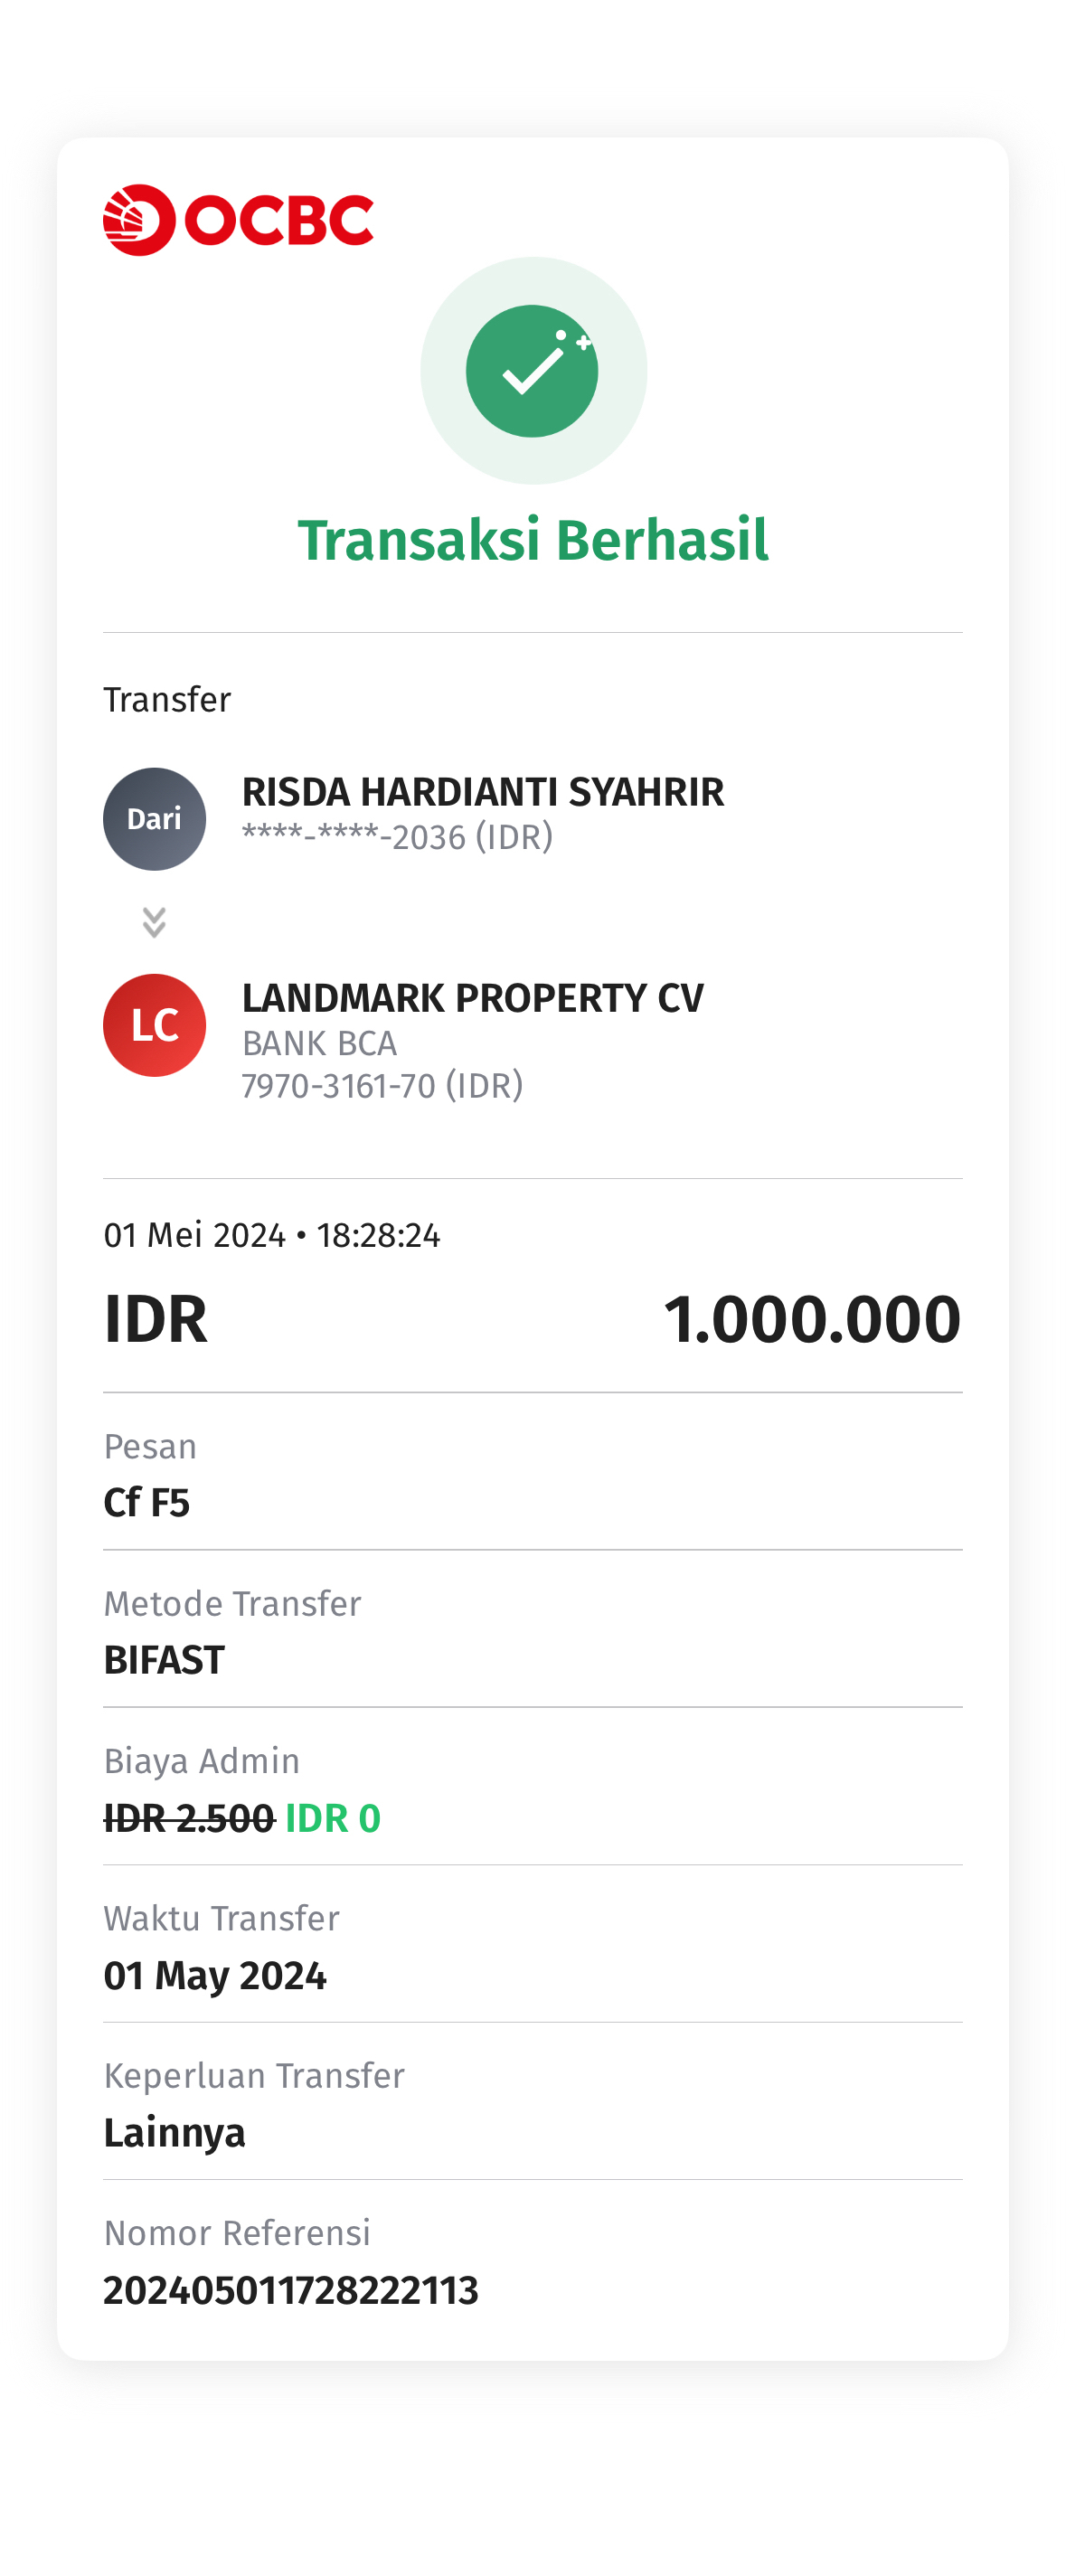 OCBC
Transaksi Berhasil
Transfer
Dari
RISDA HARDIANTI SYAHRIR
****-****-2036 (IDR)
LC
LANDMARK PROPERTY CV
BANK BCA
7970-3161-70 (IDR)
01 Mei 2024 • 18:28:24
IDR 1.000.000
Pesan
Cf F5
Metode Transfer
BIFAST
Biaya Admin
IDR 2.500 IDR 0
Waktu Transfer
01 May 2024
Keperluan Transfer
Lainnya
Nomor Referensi
202405011728222113